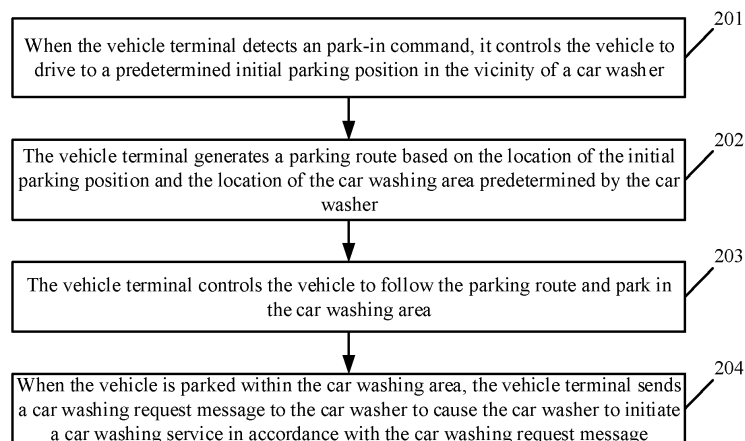 201
When the vehicle terminal detects an park-in command, it controls the vehicle to
drive to a predetermined initial parking position in the vicinity of a car washer
202
The vehicle terminal generates a parking route based on the location of the initial
parking position and the location of the car washing area predetermined by the car
washer
203
The vehicle terminal controls the vehicle to follow the parking route and park in
the car washing area
204
When the vehicle is parked within the car washing area, the vehicle terminal sends
a car washing request message to the car washer to cause the car washer to initiate
a car washing service in accordance with the car washing request message